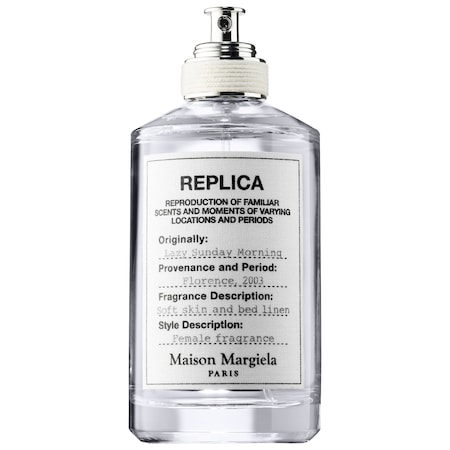 REPLICA
REPRODUCTION OF FAMILIAR
SCENTS AND MOMENTS OF VARYING
LOCATIONS AND PERIODS
Originally:
Lazy Sunday Morning
Provenance and Period:
Florence, 2003
Fragrance Description:
Soft skin and bed linen
Style Description:
Female fragrance
Maison Margiela
PARIS